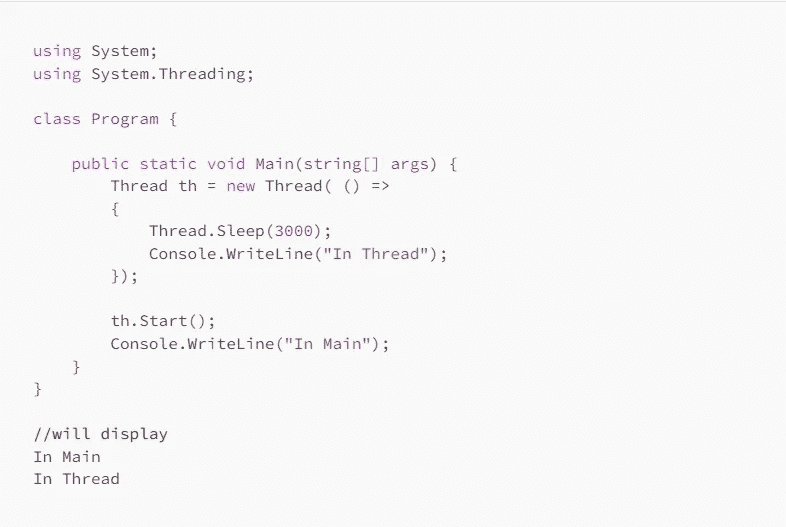 using System;
using System.Threading;
class Program {
public static void Main(string[] args) {
Thread th = new Thread( () =>
{
Thread.Sleep(3000);
Console.WriteLine("In Thread");
});
th.Start();
Console.WriteLine("In Main");
}
}
//will display
In Main
In Thread